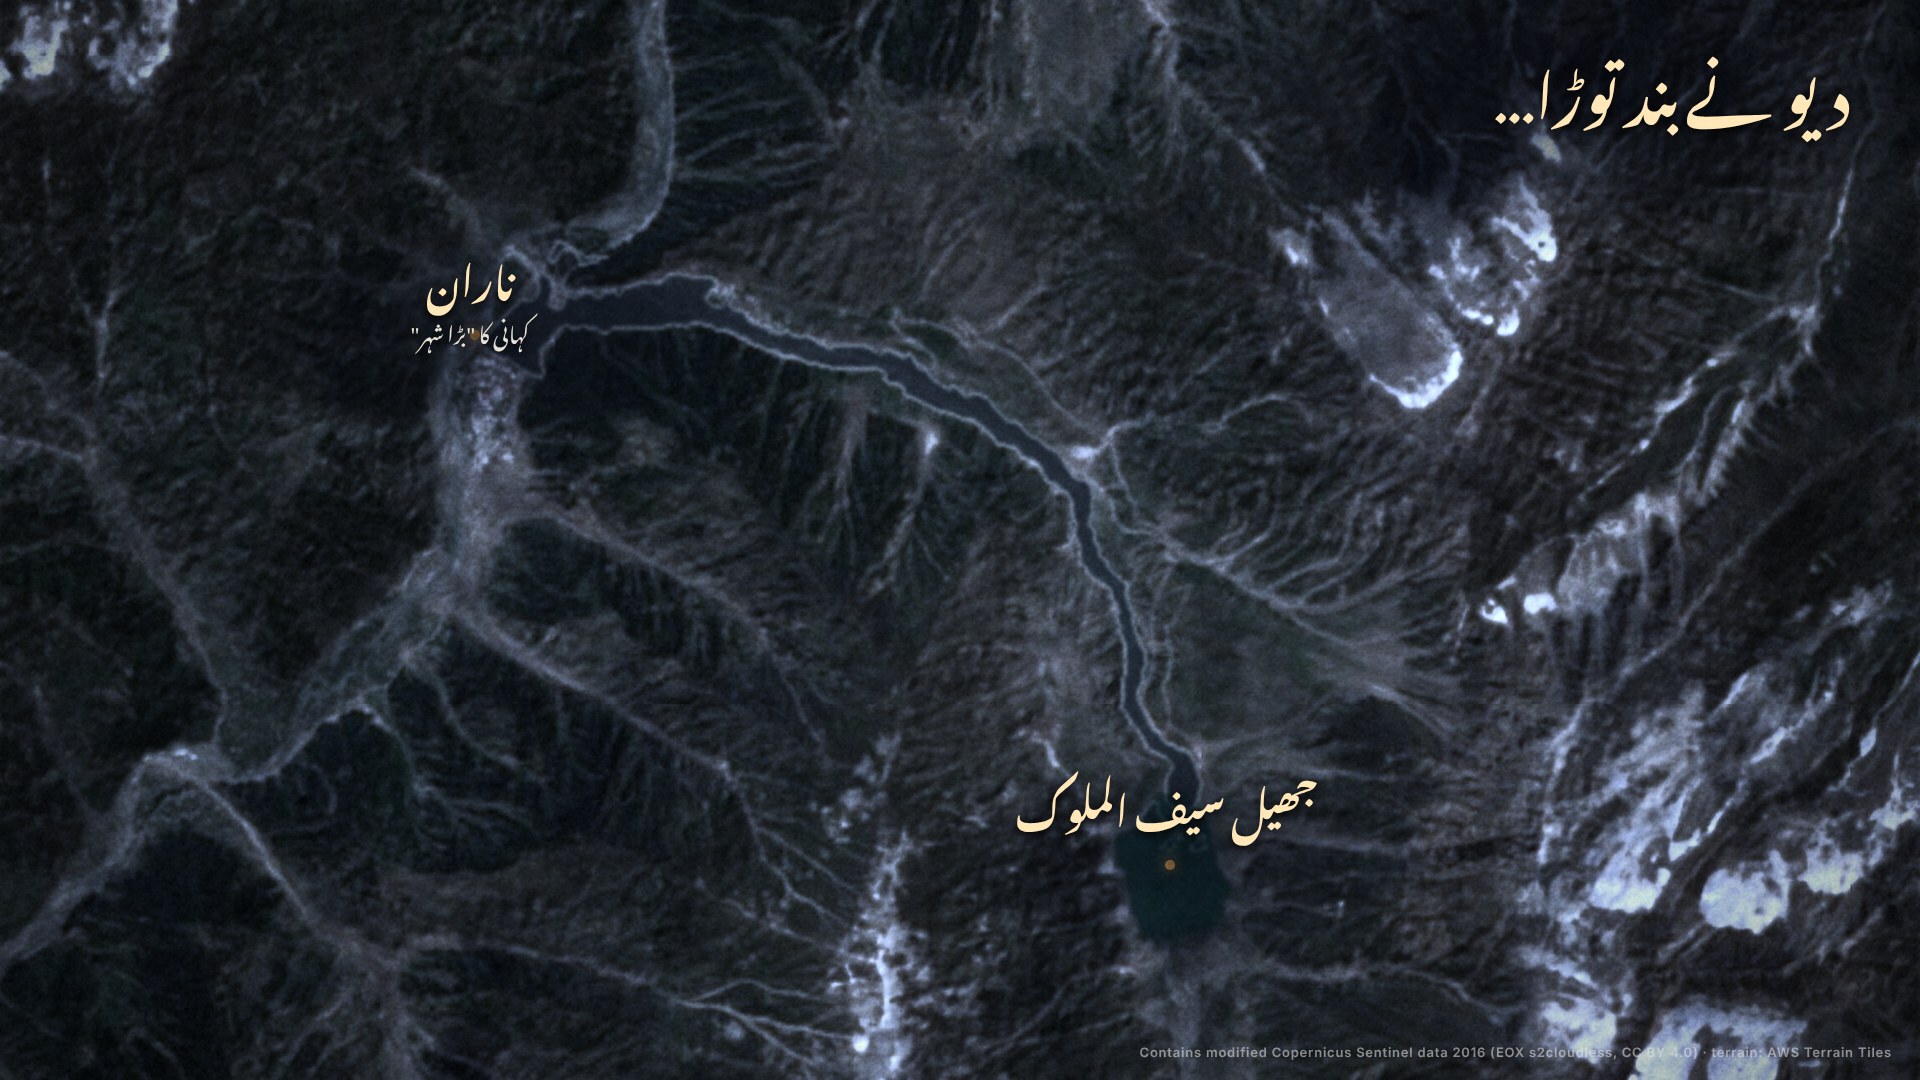 دیو نے بند توڑا...
ناران
کہانی کا "بڑا شہر"
جھیل سیف الملوک
Contains modified Copernicus Sentinel data 2016 (EOX s2cloudless, CC BY 4.0) · terrain: AWS Terrain Tiles